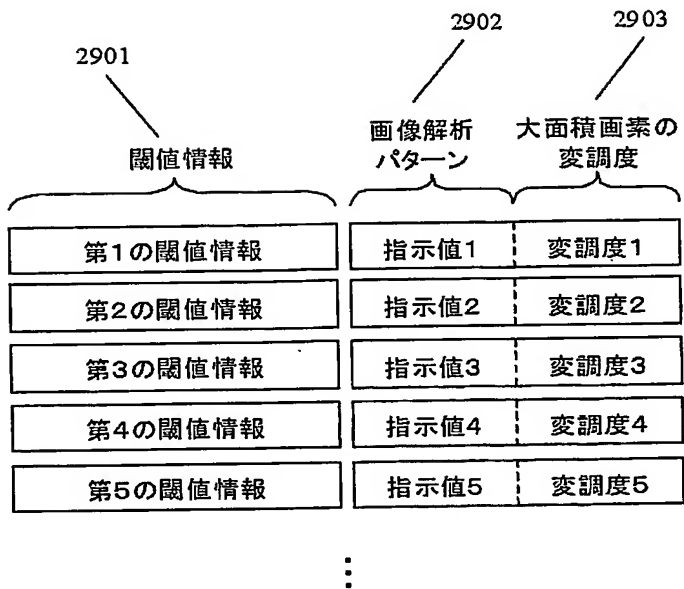 2901
2902
2903
閾値情報
画像解析
パターン
大面積画素の
変調度
第1の閾値情報 指示値1 変調度1
第2の閾値情報 指示値2 変調度2
第3の閾値情報 指示値3 変調度3
第4の閾値情報 指示値4 変調度4
第5の閾値情報 指示値5 変調度5
⋮